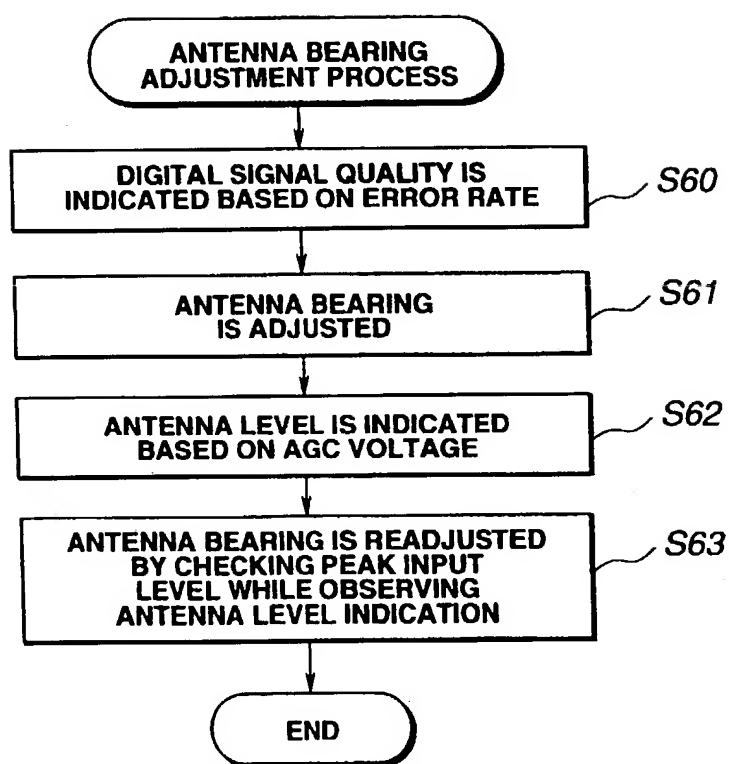 ANTENNA BEARING
ADJUSTMENT PROCESS
DIGITAL SIGNAL QUALITY IS
INDICATED BASED ON ERROR RATE
S60
ANTENNA BEARING
IS ADJUSTED
S61
ANTENNA LEVEL IS INDICATED
BASED ON AGC VOLTAGE
S62
ANTENNA BEARING IS READJUSTED
BY CHECKING PEAK INPUT
LEVEL WHILE OBSERVING
ANTENNA LEVEL INDICATION
S63
END